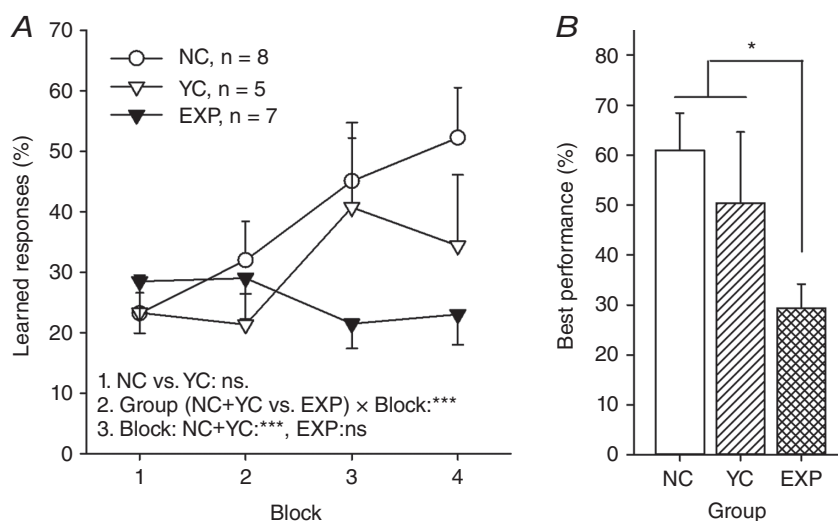 A
Learned responses (%)
70
60
50
40
30
20
10
0
NC, n = 8
YC, n = 5
EXP, n = 7
1. NC vs. YC: ns.
2. Group (NC+YC vs. EXP) × Block:***
3. Block: NC+YC:***, EXP:ns
1 2 3 4
Block
B
Best performance (%)
80
70
60
50
40
30
20
10
0
*
NC YC EXP
Group